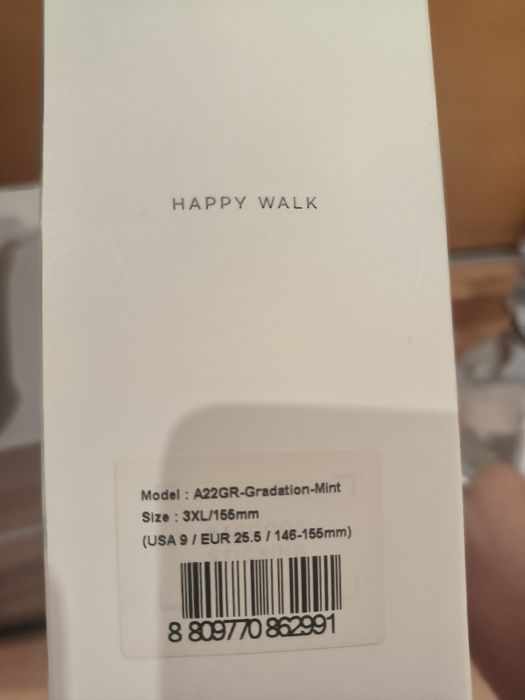 HAPPY WALK
Model : A22GR-Gradation-Mint
Size : 3XL/155mm
(USA 9 / EUR 25.5 / 146-155mm)
8 809770 862991